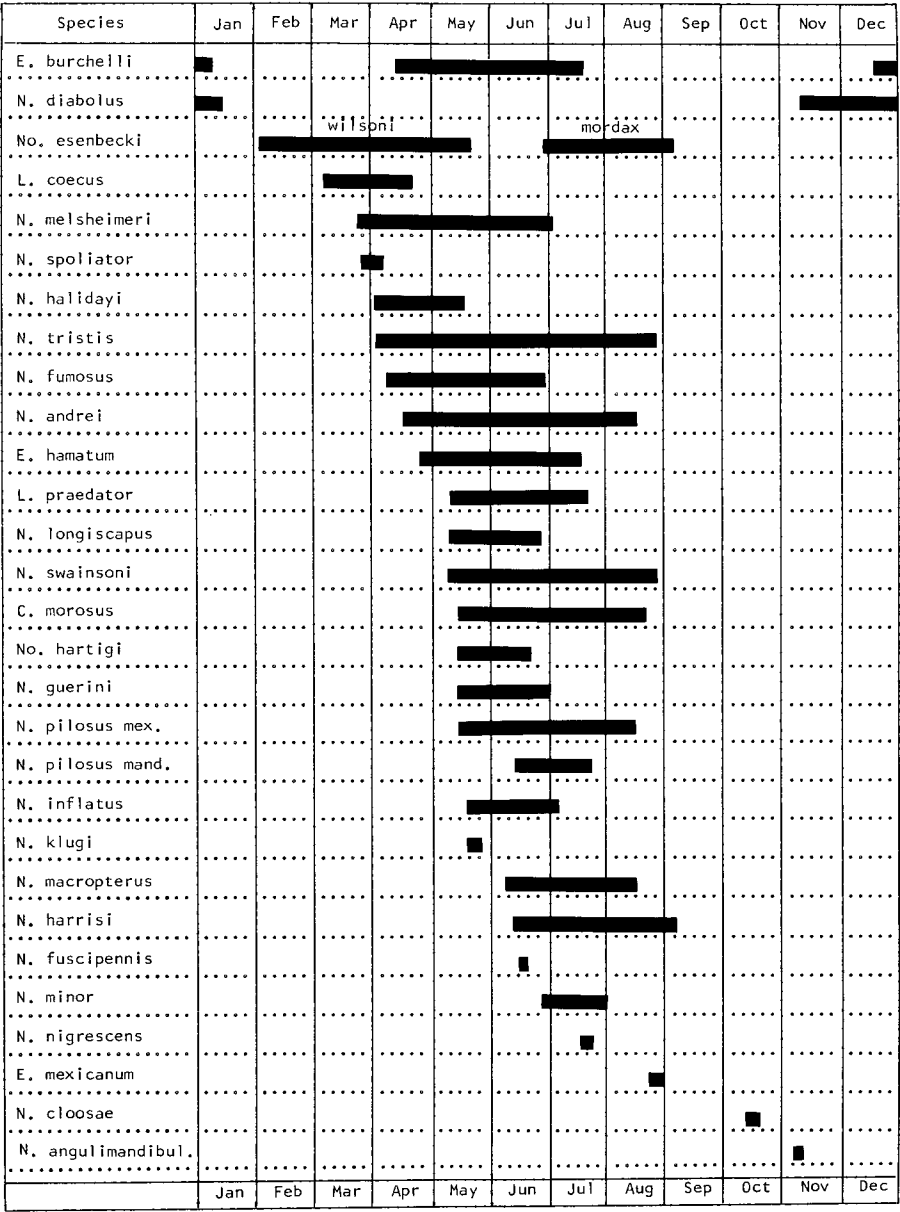 Species Jan Feb Mar Apr May Jun Jul Aug Sep Oct Nov Dec
E. burchelli
N. diabolus
wilsoni mordax
No. esenbecki
L. coecus
N. melsheimeri
N. spoliator
N. halidayi
N. tristis
N. fumosus
N. andrei
E. hamatum
L. praedator
N. longiscapus
N. swainsoni
C. morosus
No. hartigi
N. guerini
N. pilosus mex.
N. pilosus mand.
N. inflatus
N. klugi
N. macropterus
N. harrisi
N. fuscipennis
N. minor
N. nigrescens
E. mexicanum
N. cloosae
N. angulimandibul.
Jan Feb Mar Apr May Jun Jul Aug Sep Oct Nov Dec